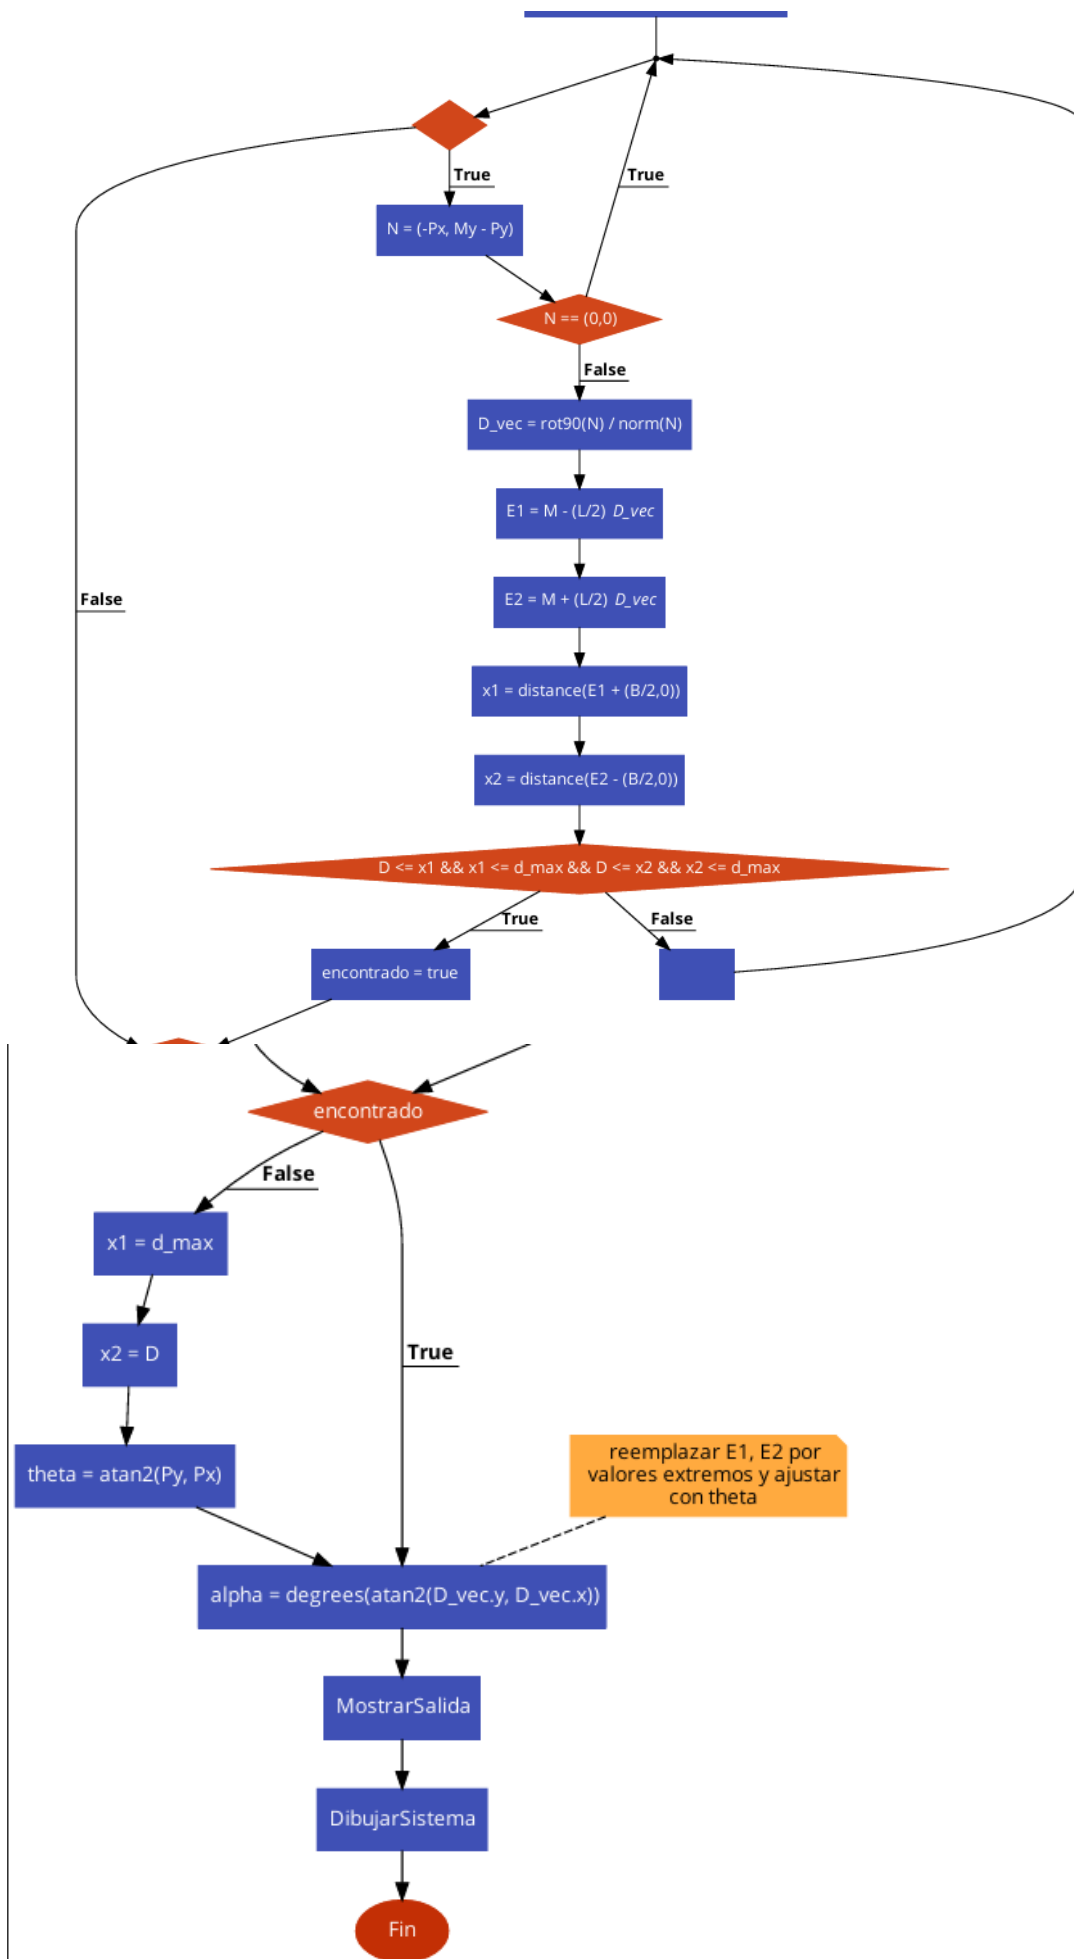 True
True
N = (-Px, My - Py)
N == (0,0)
False
D_vec = rot90(N) / norm(N)
E1 = M - (L/2) D_vec
False
E2 = M + (L/2) D_vec
x1 = distance(E1 + (B/2,0))
x2 = distance(E2 - (B/2,0))
D <= x1 && x1 <= d_max && D <= x2 && x2 <= d_max
True
False
encontrado = true
encontrado
False
x1 = d_max
x2 = D
True
theta = atan2(Py, Px)
reemplazar E1, E2 por
valores extremos y ajustar
con theta
alpha = degrees(atan2(D_vec.y, D_vec.x))
MostrarSalida
DibujarSistema
Fin